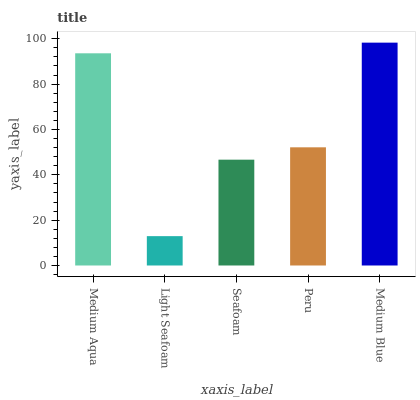 title
100
80
60
40
20
0
yaxis_label
Medium Aqua
Light Seafoam
Seafoam
Peru
Medium Blue
xaxis_label